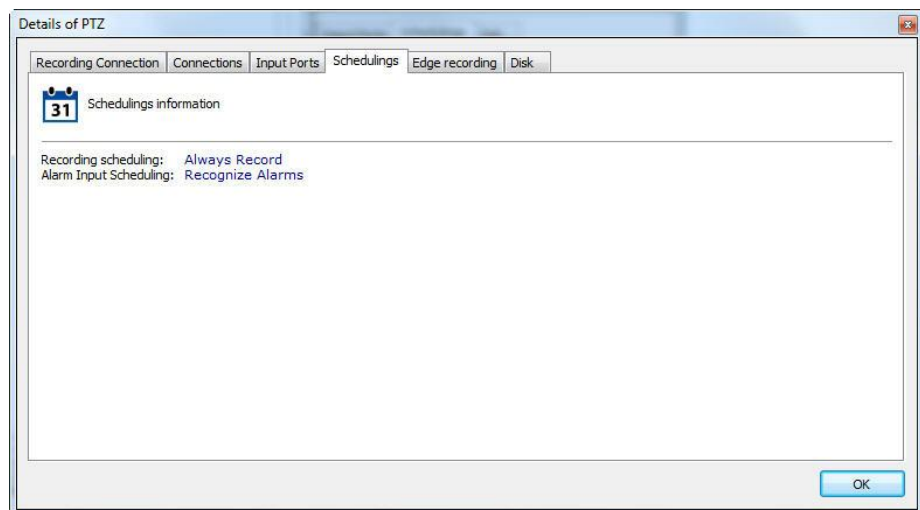 Details of PTZ
Recording Connection Connections Input Ports Schedulings Edge recording Disk
31 Schedulings information
Recording scheduling: Always Record
Alarm Input Scheduling: Recognize Alarms
OK